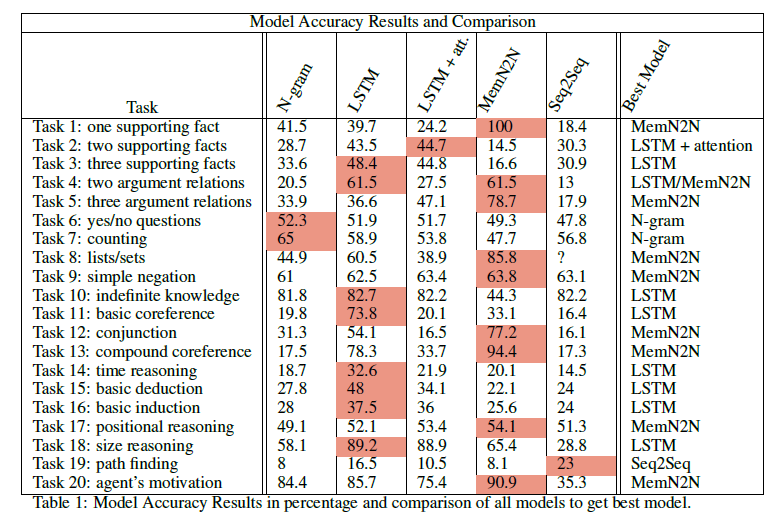 Model Accuracy Results and Comparison
Task N-gram LSTM LSTM + att. MemN2N Seq2Seq Best Model
Task 1: one supporting fact 41.5 39.7 24.2 100 18.4 MemN2N
Task 2: two supporting facts 28.7 43.5 44.7 14.5 30.3 LSTM + attention
Task 3: three supporting facts 33.6 48.4 44.8 16.6 30.9 LSTM
Task 4: two argument relations 20.5 61.5 27.5 61.5 13 LSTM/MemN2N
Task 5: three argument relations 33.9 36.6 47.1 78.7 17.9 MemN2N
Task 6: yes/no questions 52.3 51.9 51.7 49.3 47.8 N-gram
Task 7: counting 65 58.9 53.8 47.7 56.8 N-gram
Task 8: lists/sets 44.9 60.5 38.9 85.8 ? MemN2N
Task 9: simple negation 61 62.5 63.4 63.8 63.1 MemN2N
Task 10: indefinite knowledge 81.8 82.7 82.2 44.3 82.2 LSTM
Task 11: basic coreference 19.8 73.8 20.1 33.1 16.4 LSTM
Task 12: conjunction 31.3 54.1 16.5 77.2 16.1 MemN2N
Task 13: compound coreference 17.5 78.3 33.7 94.4 17.3 MemN2N
Task 14: time reasoning 18.7 32.6 21.9 20.1 14.5 LSTM
Task 15: basic deduction 27.8 48 34.1 22.1 24 LSTM
Task 16: basic induction 28 37.5 36 25.6 24 LSTM
Task 17: positional reasoning 49.1 52.1 53.4 54.1 51.3 MemN2N
Task 18: size reasoning 58.1 89.2 88.9 65.4 28.8 LSTM
Task 19: path finding 8 16.5 10.5 8.1 23 Seq2Seq
Task 20: agent's motivation 84.4 85.7 75.4 90.9 35.3 MemN2N
Table 1: Model Accuracy Results in percentage and comparison of all models to get best model.